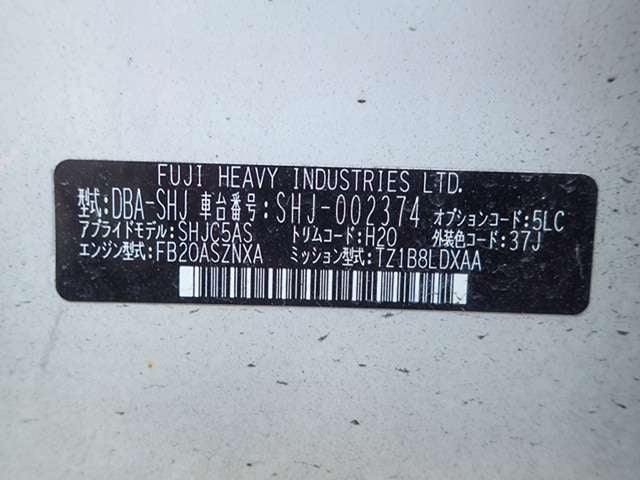 FUJI HEAVY INDUSTRIES LTD.
型式:DBA-SHJ 車台番号:SHJ-002374 オプションコード:5LC
アプライドモデル:SHJC5AS トリムコード:H20 外装色コード:37J
エンジン型式:FB20ASZNXA ミッション型式:TZ1B8LDXAA